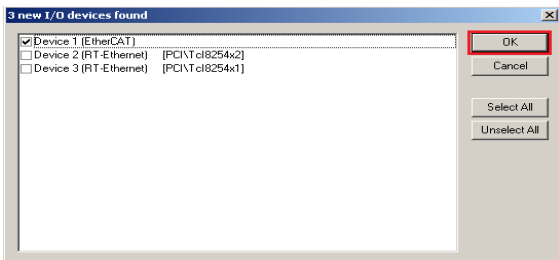 3 new I/O devices found
Device 1 (EtherCAT)
Device 2 (RT-Ethernet) [PCI\TcI8254x2]
Device 3 (RT-Ethernet) [PCI\TcI8254x1]
OK
Cancel
Select All
Unselect All